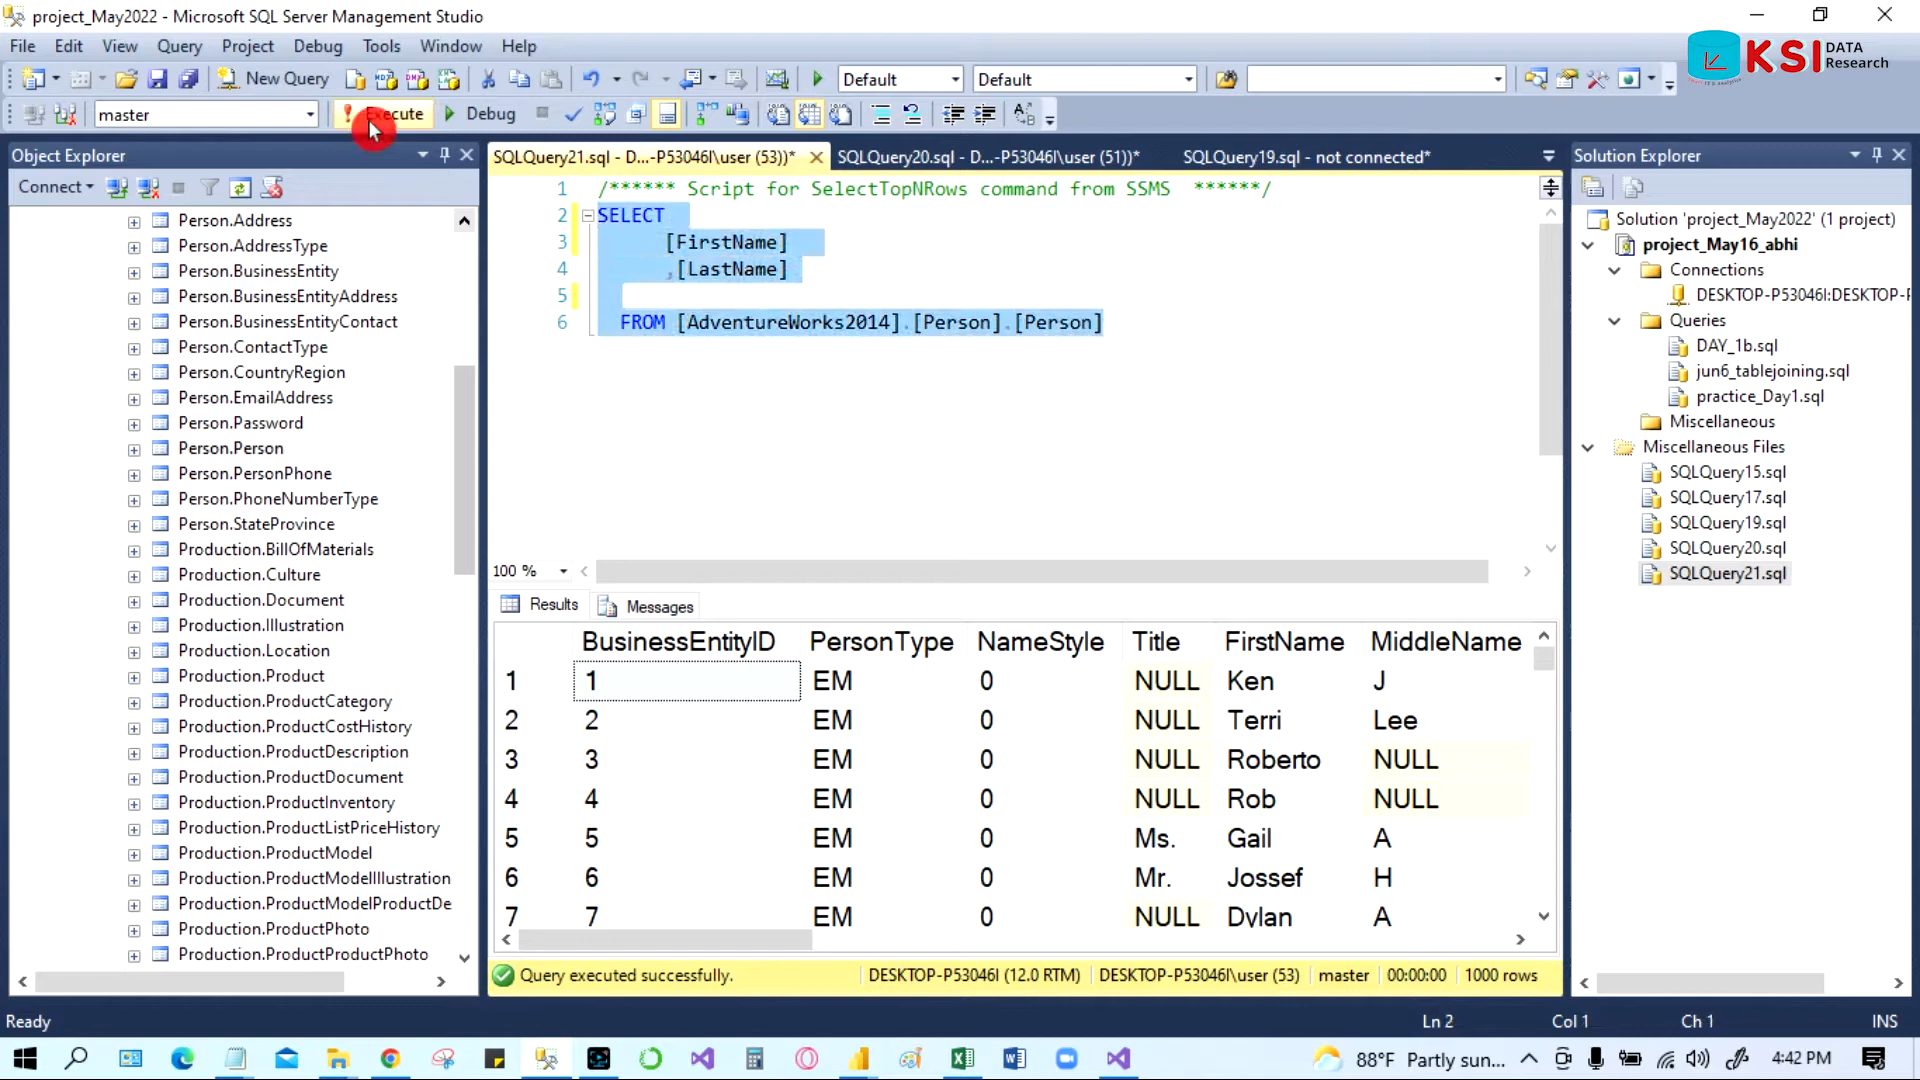 project_May2022 - Microsoft SQL Server Management Studio
File Edit View Query Project Debug Tools Window Help
KSI DATA Research
New Query Default Default
master Execute Debug
Object Explorer
Connect
Person.Address
Person.AddressType
Person.BusinessEntity
Person.BusinessEntityAddress
Person.BusinessEntityContact
Person.ContactType
Person.CountryRegion
Person.EmailAddress
Person.Password
Person.Person
Person.PersonPhone
Person.PhoneNumberType
Person.StateProvince
Production.BillOfMaterials
Production.Culture
Production.Document
Production.Illustration
Production.Location
Production.Product
Production.ProductCategory
Production.ProductCostHistory
Production.ProductDescription
Production.ProductDocument
Production.ProductInventory
Production.ProductListPriceHistory
Production.ProductModel
Production.ProductModelIllustration
Production.ProductModelProductDe
Production.ProductPhoto
Production.ProductProductPhoto
SQLQuery21.sql - D...-P53046I\user (53))* SQLQuery20.sql - D...-P53046I\user (51))* SQLQuery19.sql - not connected*
1 /****** Script for SelectTopNRows command from SSMS ******/
2 SELECT
3 [FirstName]
4 ,[LastName]
5
6 FROM [AdventureWorks2014].[Person].[Person]
100 %
Results Messages
BusinessEntityID PersonType NameStyle Title FirstName MiddleName
1 1 EM 0 NULL Ken J
2 2 EM 0 NULL Terri Lee
3 3 EM 0 NULL Roberto NULL
4 4 EM 0 NULL Rob NULL
5 5 EM 0 Ms. Gail A
6 6 EM 0 Mr. Jossef H
7 7 EM 0 NULL Dylan A
Query executed successfully. DESKTOP-P53046I (12.0 RTM) DESKTOP-P53046I\user (53) master 00:00:00 1000 rows
Solution Explorer
Solution 'project_May2022' (1 project)
project_May16_abhi
Connections
DESKTOP-P53046I:DESKTOP-P
Queries
DAY_1b.sql
jun6_tablejoining.sql
practice_Day1.sql
Miscellaneous
Miscellaneous Files
SQLQuery15.sql
SQLQuery17.sql
SQLQuery19.sql
SQLQuery20.sql
SQLQuery21.sql
Ready Ln 2 Col 1 Ch 1 INS
88°F Partly sun... 4:42 PM